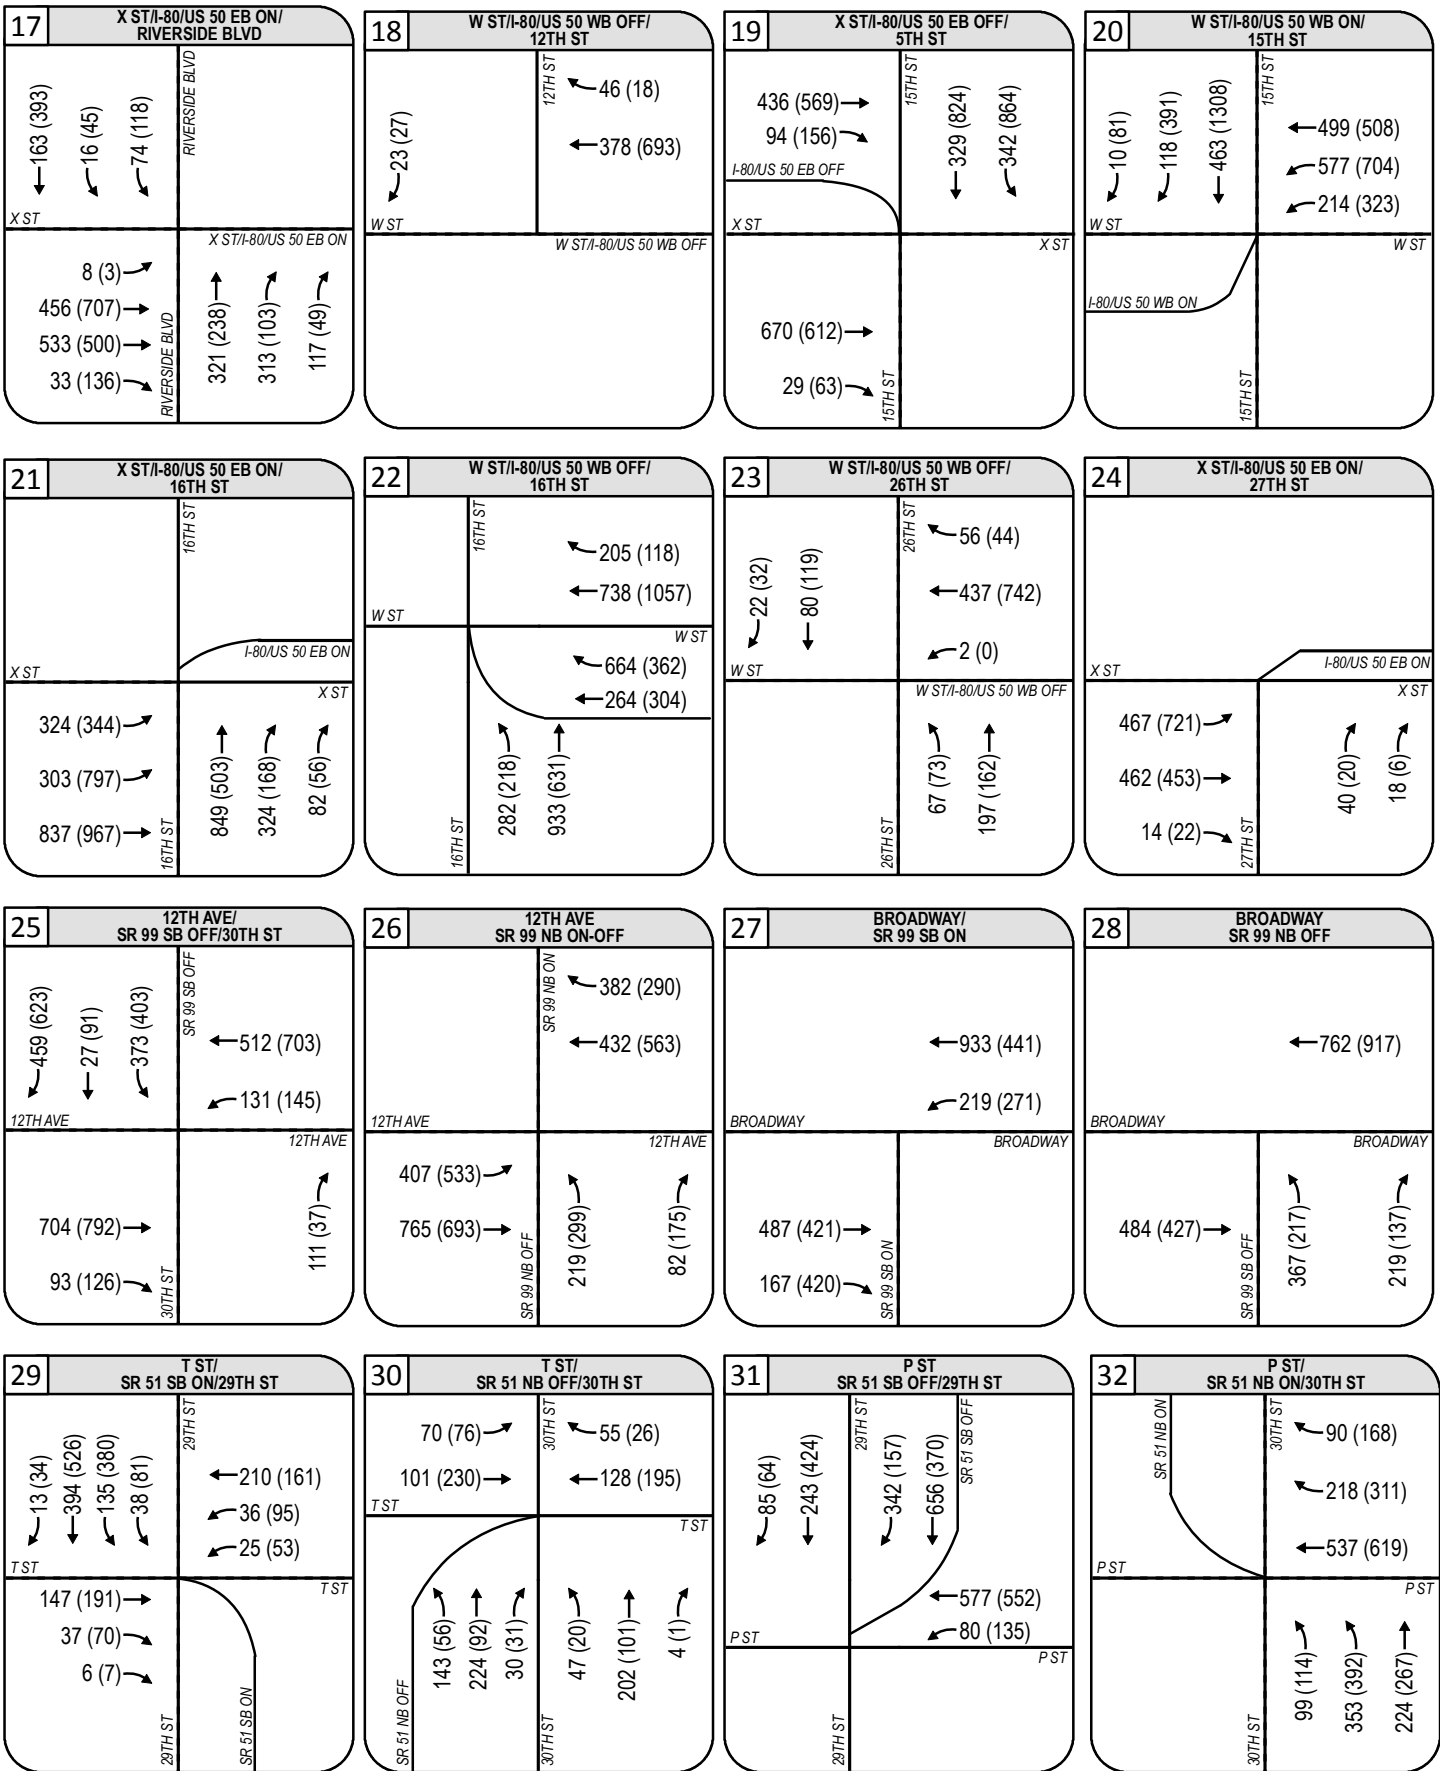 17
X ST/I-80/US 50 EB ON/
RIVERSIDE BLVD
RIVERSIDE BLVD
163 (393)
16 (45)
74 (118)
X ST
X ST/I-80/US 50 EB ON
8 (3)
456 (707)
533 (500)
33 (136)
RIVERSIDE BLVD
321 (238)
313 (103)
117 (49)
18
W ST/I-80/US 50 WB OFF/
12TH ST
12TH ST
46 (18)
378 (693)
23 (27)
W ST
W ST/I-80/US 50 WB OFF
19
X ST/I-80/US 50 EB OFF/
5TH ST
15TH ST
436 (569)
94 (156)
329 (824)
342 (864)
I-80/US 50 EB OFF
X ST
X ST
670 (612)
29 (63)
15TH ST
20
W ST/I-80/US 50 WB ON/
15TH ST
15TH ST
10 (81)
118 (391)
463 (1308)
499 (508)
577 (704)
214 (323)
W ST
W ST
I-80/US 50 WB ON
15TH ST
21
X ST/I-80/US 50 EB ON/
16TH ST
16TH ST
I-80/US 50 EB ON
X ST
X ST
324 (344)
303 (797)
837 (967)
16TH ST
849 (503)
324 (168)
82 (56)
22
W ST/I-80/US 50 WB OFF/
16TH ST
16TH ST
205 (118)
738 (1057)
W ST
W ST
664 (362)
264 (304)
282 (218)
933 (631)
16TH ST
23
W ST/I-80/US 50 WB OFF/
26TH ST
26TH ST
22 (32)
80 (119)
56 (44)
437 (742)
2 (0)
W ST
W ST/I-80/US 50 WB OFF
67 (73)
197 (162)
26TH ST
24
X ST/I-80/US 50 EB ON/
27TH ST
I-80/US 50 EB ON
X ST
X ST
467 (721)
462 (453)
14 (22)
27TH ST
40 (20)
18 (6)
25
12TH AVE/
SR 99 SB OFF/30TH ST
SR 99 SB OFF
459 (623)
27 (91)
373 (403)
512 (703)
131 (145)
12TH AVE
12TH AVE
704 (792)
93 (126)
30TH ST
111 (37)
26
12TH AVE
SR 99 NB ON-OFF
SR 99 NB ON
382 (290)
432 (563)
12TH AVE
12TH AVE
407 (533)
765 (693)
SR 99 NB OFF
219 (299)
82 (175)
27
BROADWAY/
SR 99 SB ON
933 (441)
219 (271)
BROADWAY
BROADWAY
487 (421)
167 (420)
SR 99 SB ON
28
BROADWAY
SR 99 NB OFF
762 (917)
BROADWAY
BROADWAY
484 (427)
SR 99 SB OFF
367 (217)
219 (137)
29
T ST/
SR 51 SB ON/29TH ST
29TH ST
13 (34)
394 (526)
135 (380)
38 (81)
210 (161)
36 (95)
25 (53)
T ST
T ST
147 (191)
37 (70)
6 (7)
29TH ST
SR 51 SB ON
30
T ST/
SR 51 NB OFF/30TH ST
30TH ST
70 (76)
101 (230)
55 (26)
128 (195)
T ST
T ST
143 (56)
224 (92)
30 (31)
47 (20)
202 (101)
4 (1)
SR 51 NB OFF
30TH ST
31
P ST
SR 51 SB OFF/29TH ST
29TH ST
SR 51 SB OFF
85 (64)
243 (424)
342 (157)
656 (370)
577 (552)
80 (135)
P ST
P ST
29TH ST
32
P ST/
SR 51 NB ON/30TH ST
SR 51 NB ON
30TH ST
90 (168)
218 (311)
537 (619)
P ST
P ST
99 (114)
353 (392)
224 (267)
30TH ST